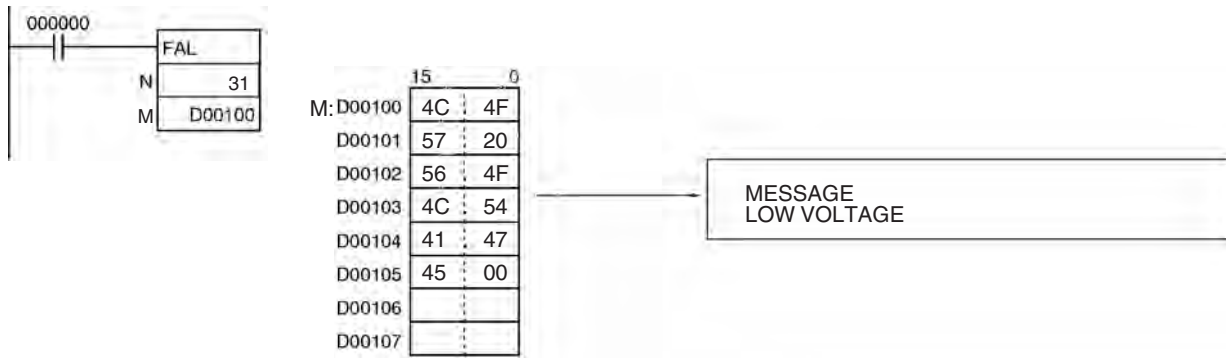 000000
FAL
N 31
M D00100
15 0
M: D00100 4C 4F
D00101 57 20
D00102 56 4F
D00103 4C 54
D00104 41 47
D00105 45 00
D00106
D00107
MESSAGE
LOW VOLTAGE